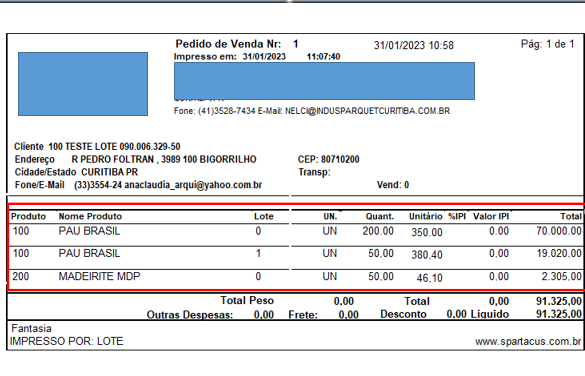 Pedido de Venda Nr: 1 31/01/2023 10:58 Pág: 1 de 1
Impresso em: 31/01/2023 11:07:40
Fone: (41)3528-7434 E-Mail: NELCI@INDUSPARQUETCURITIBA.COM.BR
Cliente 100 TESTE LOTE 090.006.329-50
Endereço R PEDRO FOLTRAN , 3989 100 BIGORRILHO CEP: 80710200
Cidade/Estado CURITIBA PR Transp:
Fone/E.Mail (33)3554-24 anaclaudia_arqui@yahoo.com.br Vend: 0
Produto Nome Produto Lote UN. Quant. Unitário %IPI Valor IPI Total
100 PAU BRASIL 0 UN 200.00 350.00 0.00 70.000.00
100 PAU BRASIL 1 UN 50,00 380.40 0.00 19.020,00
200 MADEIRITE MDP 0 UN 50,00 46.10 0.00 2.305,00
Total Peso 0,00 Total 0,00 91.325,00
Outras Despesas: 0,00 Frete: 0,00 Desconto 0.00 Liquido 91.325,00
Fantasia
IMPRESSO POR: LOTE www.spartacus.com.br